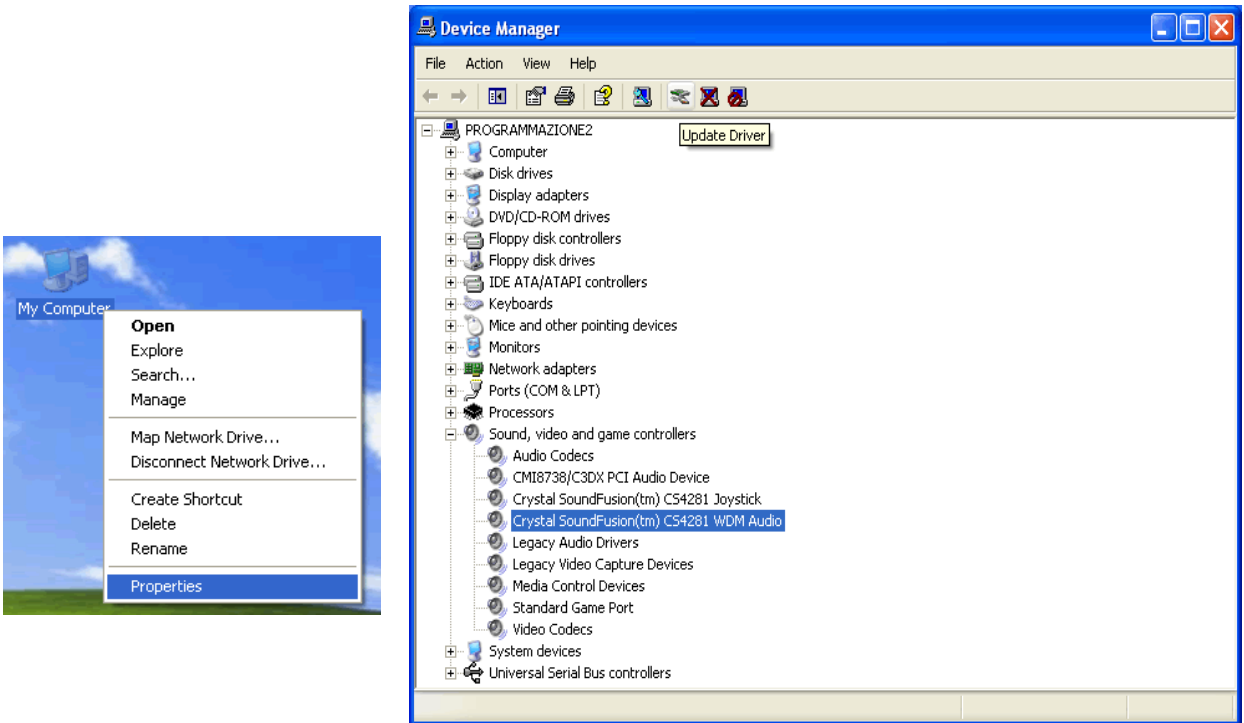 My Computer
Open
Explore
Search...
Manage
Map Network Drive...
Disconnect Network Drive...
Create Shortcut
Delete
Rename
Properties
Device Manager
File Action View Help
Update Driver
PROGRAMMAZIONE2
Computer
Disk drives
Display adapters
DVD/CD-ROM drives
Floppy disk controllers
Floppy disk drives
IDE ATA/ATAPI controllers
Keyboards
Mice and other pointing devices
Monitors
Network adapters
Ports (COM & LPT)
Processors
Sound, video and game controllers
Audio Codecs
CMI8738/C3DX PCI Audio Device
Crystal SoundFusion(tm) CS4281 Joystick
Crystal SoundFusion(tm) CS4281 WDM Audio
Legacy Audio Drivers
Legacy Video Capture Devices
Media Control Devices
Standard Game Port
Video Codecs
System devices
Universal Serial Bus controllers